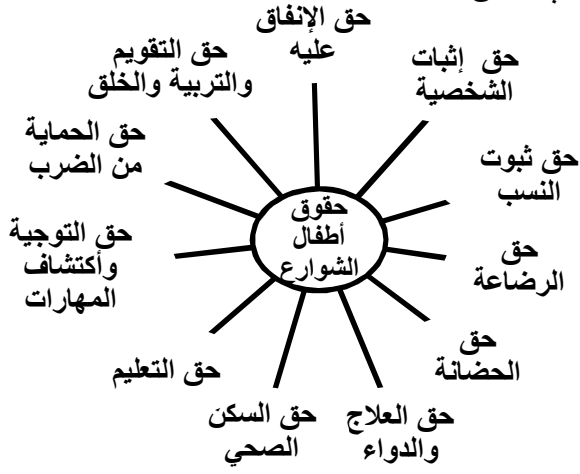 حق الإنفاق
عليه
حق إثبات
الشخصية
حق ثبوت
النسب
حق
الرضاعة
حق
الحضانة
حق العلاج
والدواء
حق السكن
الصحي
حق التعليم
حق التوجية
وأكتشاف
المهارات
حق الحماية
من الضرب
حق التقويم
والتربية والخلق
حقوق
أطفال
الشوارع